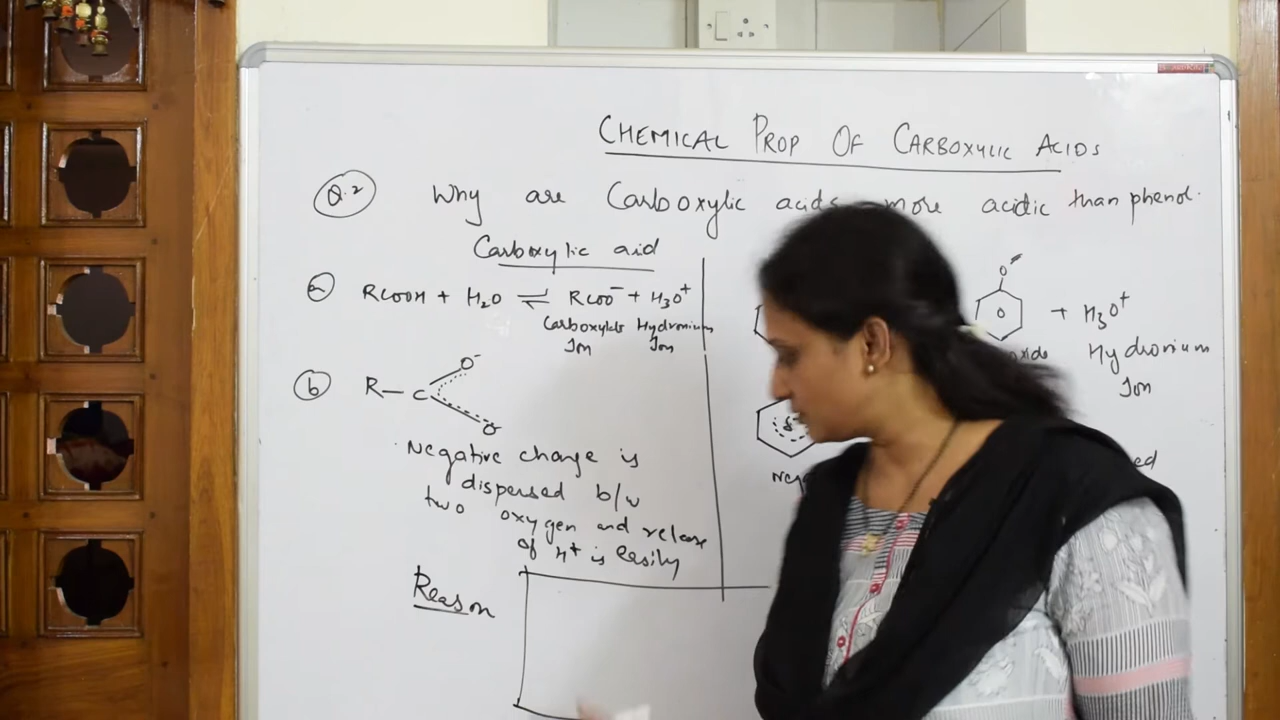 CHEMICAL PROP OF CARBOXYLIC ACIDS
Q.2 Why are Carboxylic acids more acidic than phenol.
Carboxylic aid
a RCOOH + H2O ⇌ RCOO⁻ + H3O⁺
Carboxylate Hydronium
Ion Ion
O
+ H3O⁺
Hydronium
Ion
b R—C O⁻
O
Negative charge is
dispersed b/w
two oxygen and release
of H⁺ is easily
Reason